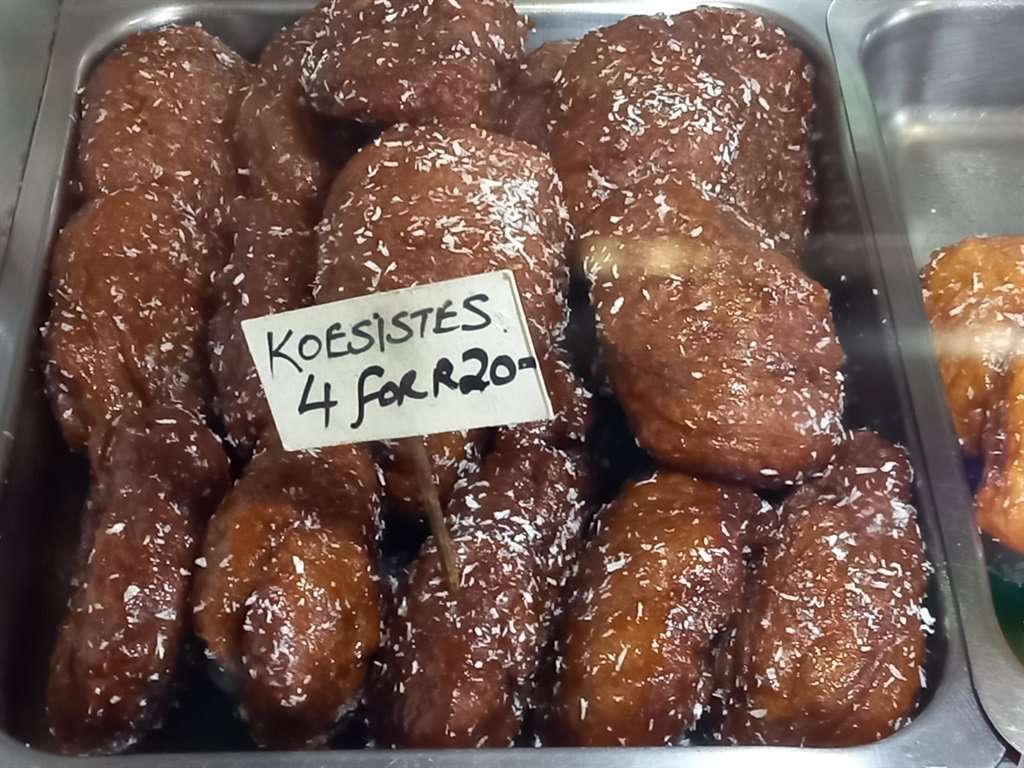 KOESISTES.
4 FOR R20-